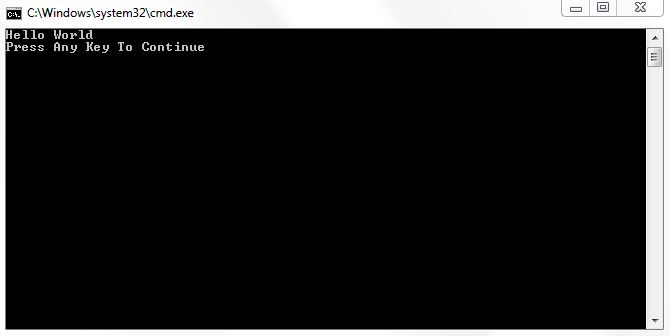 C:\Windows\system32\cmd.exe
Hello World
Press Any Key To Continue